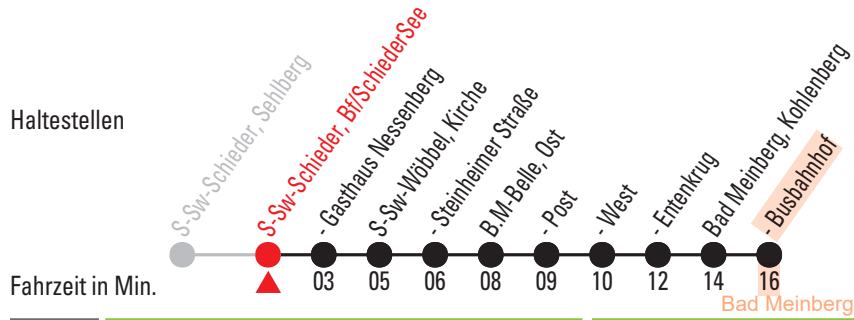 Haltestellen
S-Sw-Schieder, Sehlberg
S-Sw-Schieder, Bf/SchiederSee
- Gasthaus Nessenberg
S-Sw-Wöbbel, Kirche
- Steinheimer Straße
B.M-Belle, Ost
- Post
- West
- Entenkrug
Bad Meinberg, Kohlenberg
- Busbahnhof
Fahrzeit in Min.
03 05 06 08 09 10 12 14 16
Bad Meinberg